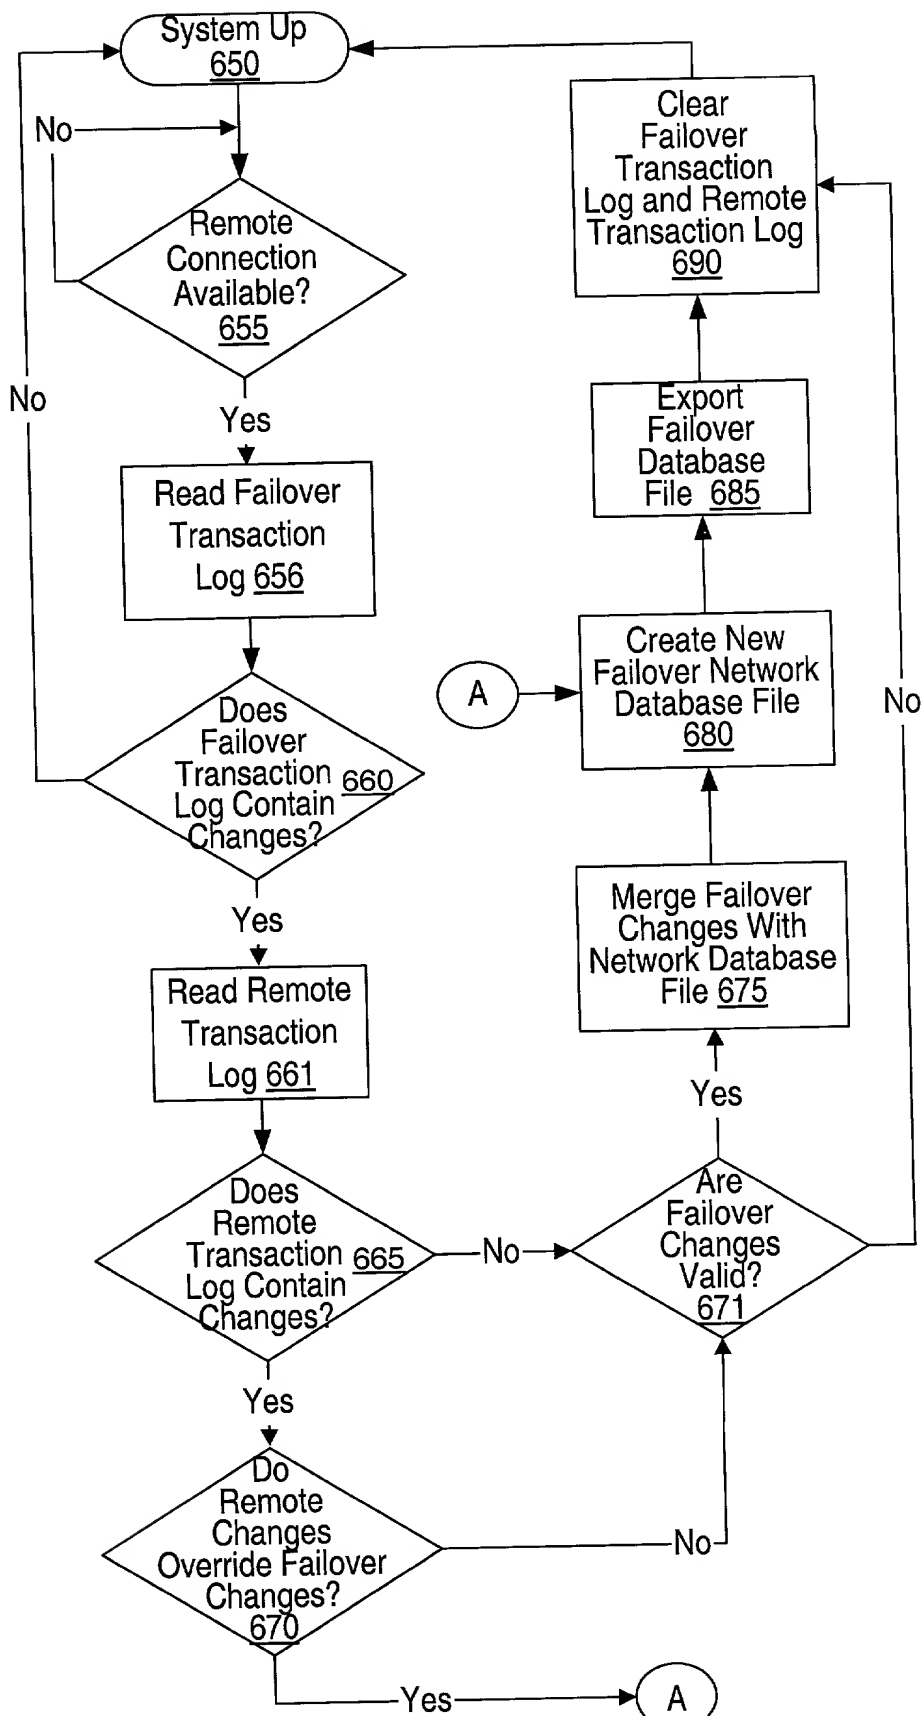 System Up
650
No
Remote
Connection
Available?
655
Yes
No
Read Failover
Transaction
Log 656
Does
Failover
Transaction
Log Contain
Changes?
660
Yes
Read Remote
Transaction
Log 661
Does
Remote
Transaction
Log Contain
Changes?
665
No
Yes
Do
Remote
Changes
Override Failover
Changes?
670
No
Yes
A
Are
Failover
Changes
Valid?
671
Yes
No
Merge Failover
Changes With
Network Database
File 675
A
Create New
Failover Network
Database File
680
Export
Failover
Database
File 685
Clear
Failover
Transaction
Log and Remote
Transaction Log
690